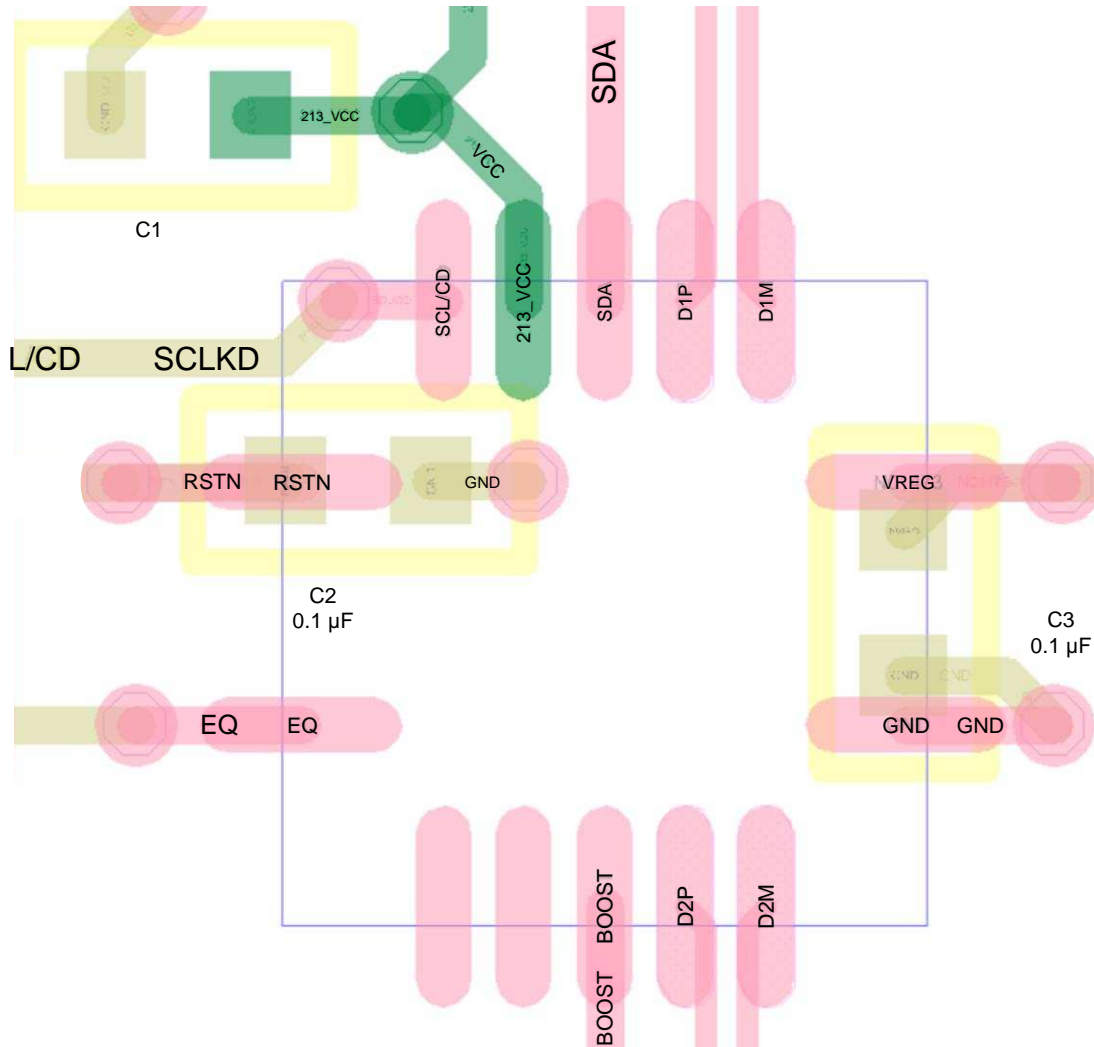 SDA
213_VCC
VCC
C1
SCL/CD
213_VCC
SDA
D1P
D1M
L/CD
SCLKD
RSTN
RSTN
GND
VREG
C2
0.1 µF
C3
0.1 µF
GND
EQ
EQ
GND
GND
BOOST
D2P
D2M
BOOST